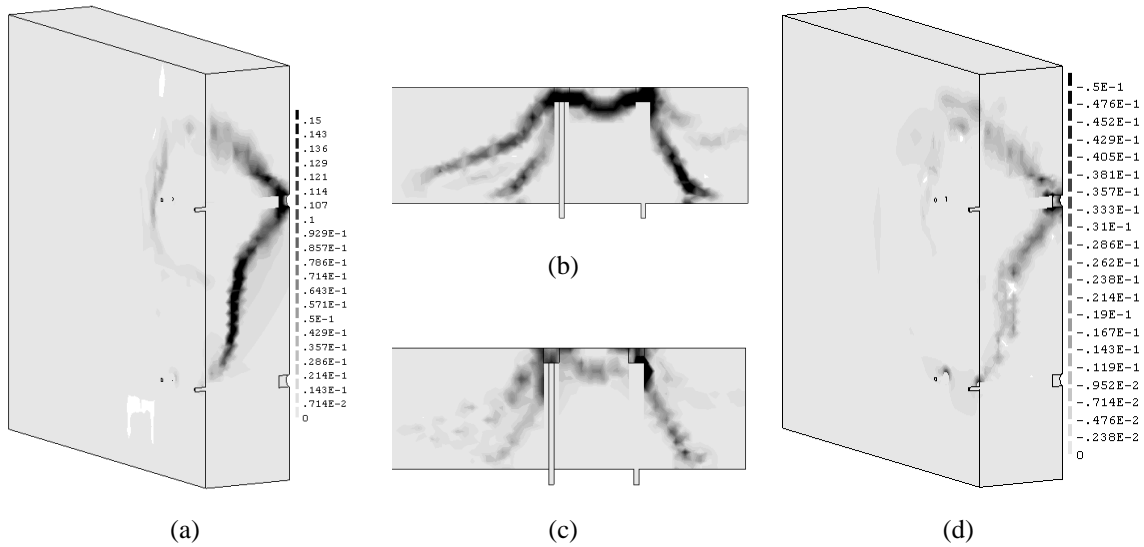 .15
.143
.136
.129
.121
.114
.107
.1
.929E-1
.857E-1
.786E-1
.714E-1
.643E-1
.571E-1
.5E-1
.429E-1
.357E-1
.286E-1
.214E-1
.143E-1
.714E-2
0
(a)
(b)
(c)
-.5E-1
-.476E-1
-.452E-1
-.429E-1
-.405E-1
-.381E-1
-.357E-1
-.333E-1
-.31E-1
-.286E-1
-.262E-1
-.238E-1
-.214E-1
-.19E-1
-.167E-1
-.143E-1
-.119E-1
-.952E-2
-.714E-2
-.476E-2
-.238E-2
0
(d)